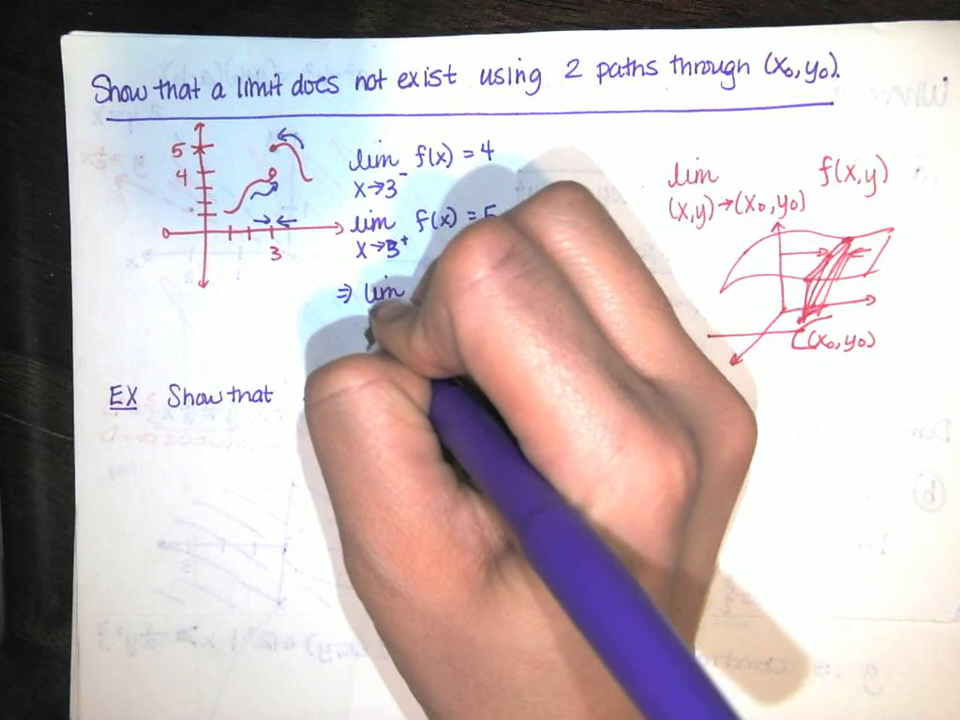 Show that a limit does not exist using 2 paths through (x₀, y₀).
5
4
3
lim f(x) = 4
x→3⁻
lim f(x) = 5
x→3⁺
⇒ lim
lim f(x,y)
(x,y)→(x₀,y₀)
(x₀,y₀)
EX Show that